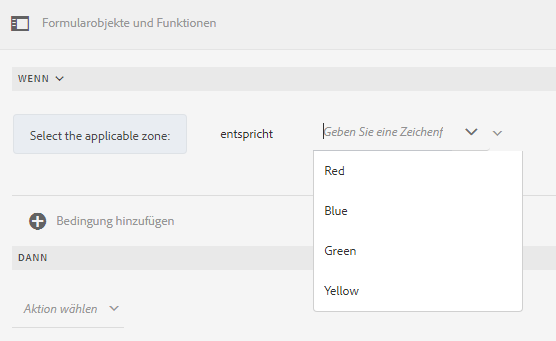 Formularobjekte und Funktionen
WENN
Select the applicable zone: entspricht Geben Sie eine Zeichenf
Red
Blue
Green
Yellow
Bedingung hinzufügen
DANN
Aktion wählen